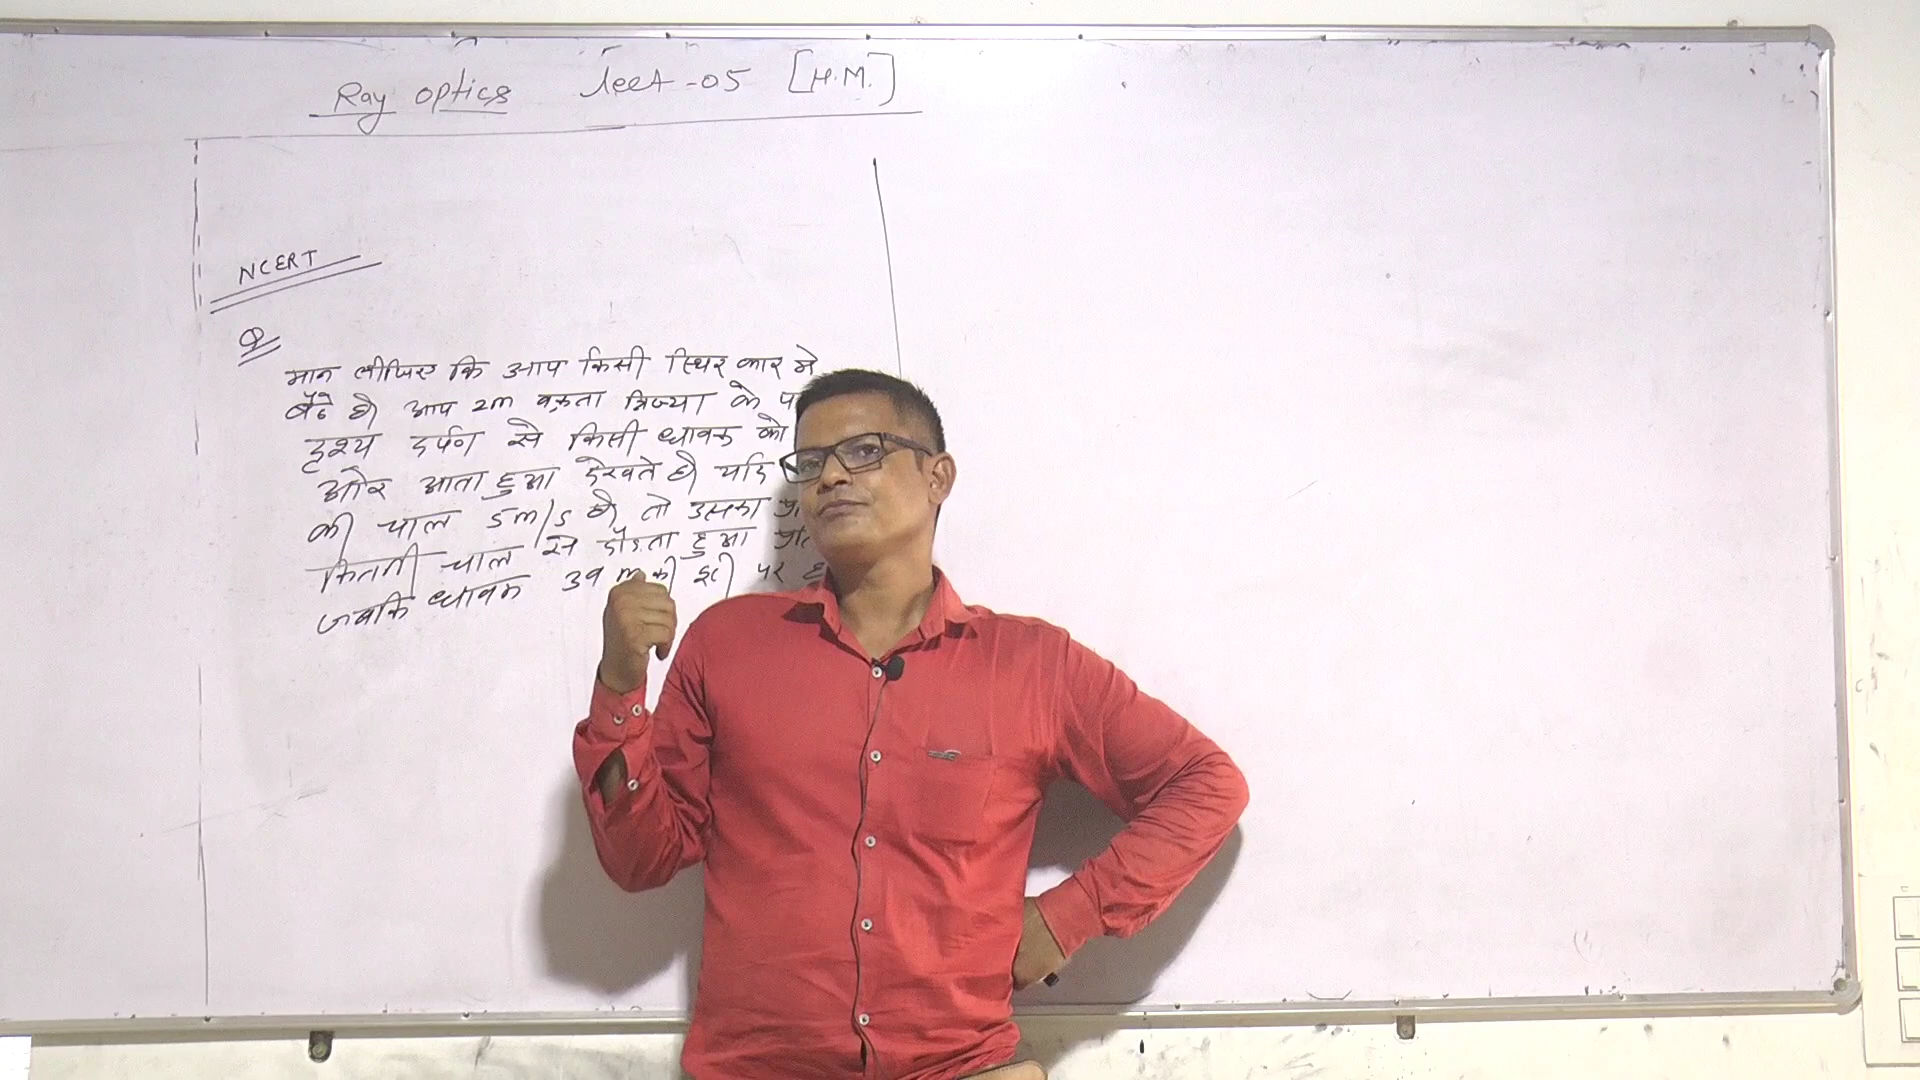 Ray optics Lect-05 [H.M.]
NCERT
Q
मान लीजिए कि आप किसी स्थिर कार मे
बैठे है। आप 2m वक्रता त्रिज्या के
दृश्य दर्पण से किसी धावक को
ओर आता हुआ देखते है। यदि
की चाल 5m/s है, तो उसका
कितनी चाल से दौड़ता हुआ
जबकि धावक 39 m की दूरी पर